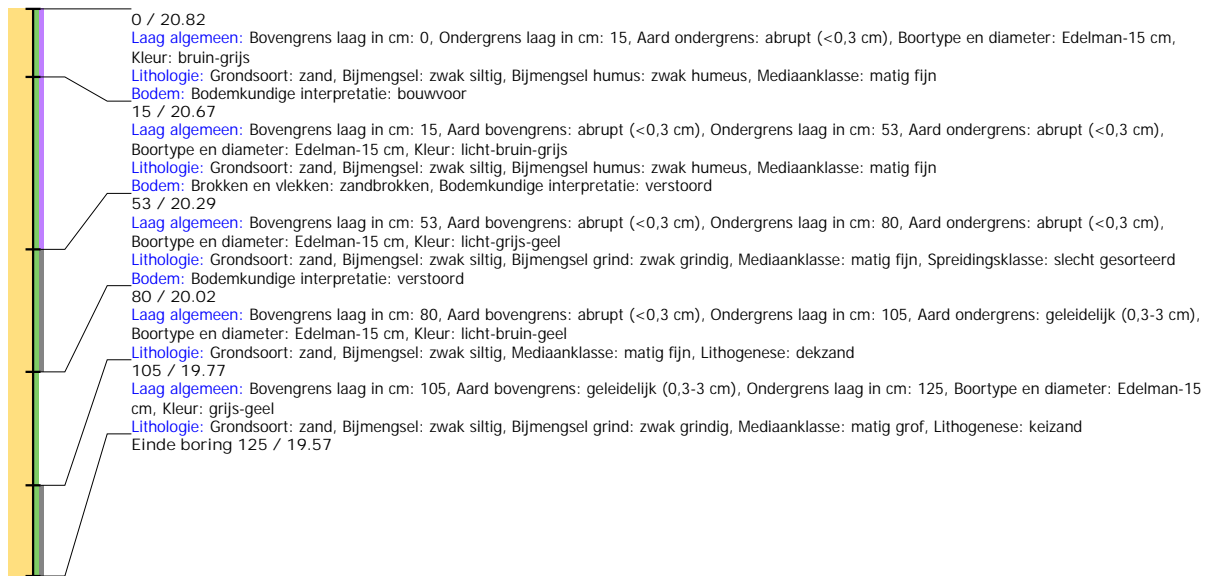 0 / 20.82
Laag algemeen: Bovengrens laag in cm: 0, Ondergrens laag in cm: 15, Aard ondergrens: abrupt (<0,3 cm), Boortype en diameter: Edelman-15 cm,
Kleur: bruin-grijs
Lithologie: Grondsoort: zand, Bijmengsel: zwak siltig, Bijmengsel humus: zwak humeus, Mediaanklasse: matig fijn
Bodem: Bodemkundige interpretatie: bouwvoor
15 / 20.67
Laag algemeen: Bovengrens laag in cm: 15, Aard bovengrens: abrupt (<0,3 cm), Ondergrens laag in cm: 53, Aard ondergrens: abrupt (<0,3 cm),
Boortype en diameter: Edelman-15 cm, Kleur: licht-bruin-grijs
Lithologie: Grondsoort: zand, Bijmengsel: zwak siltig, Bijmengsel humus: zwak humeus, Mediaanklasse: matig fijn
Bodem: Brokken en vlekken: zandbrokken, Bodemkundige interpretatie: verstoord
53 / 20.29
Laag algemeen: Bovengrens laag in cm: 53, Aard bovengrens: abrupt (<0,3 cm), Ondergrens laag in cm: 80, Aard ondergrens: abrupt (<0,3 cm),
Boortype en diameter: Edelman-15 cm, Kleur: licht-grijs-geel
Lithologie: Grondsoort: zand, Bijmengsel: zwak siltig, Bijmengsel grind: zwak grindig, Mediaanklasse: matig fijn, Spreidingsklasse: slecht gesorteerd
Bodem: Bodemkundige interpretatie: verstoord
80 / 20.02
Laag algemeen: Bovengrens laag in cm: 80, Aard bovengrens: abrupt (<0,3 cm), Ondergrens laag in cm: 105, Aard ondergrens: geleidelijk (0,3-3 cm),
Boortype en diameter: Edelman-15 cm, Kleur: licht-bruin-geel
Lithologie: Grondsoort: zand, Bijmengsel: zwak siltig, Mediaanklasse: matig fijn, Lithogenese: dekzand
105 / 19.77
Laag algemeen: Bovengrens laag in cm: 105, Aard bovengrens: geleidelijk (0,3-3 cm), Ondergrens laag in cm: 125, Boortype en diameter: Edelman-15
cm, Kleur: grijs-geel
Lithologie: Grondsoort: zand, Bijmengsel: zwak siltig, Bijmengsel grind: zwak grindig, Mediaanklasse: matig grof, Lithogenese: keizand
Einde boring 125 / 19.57